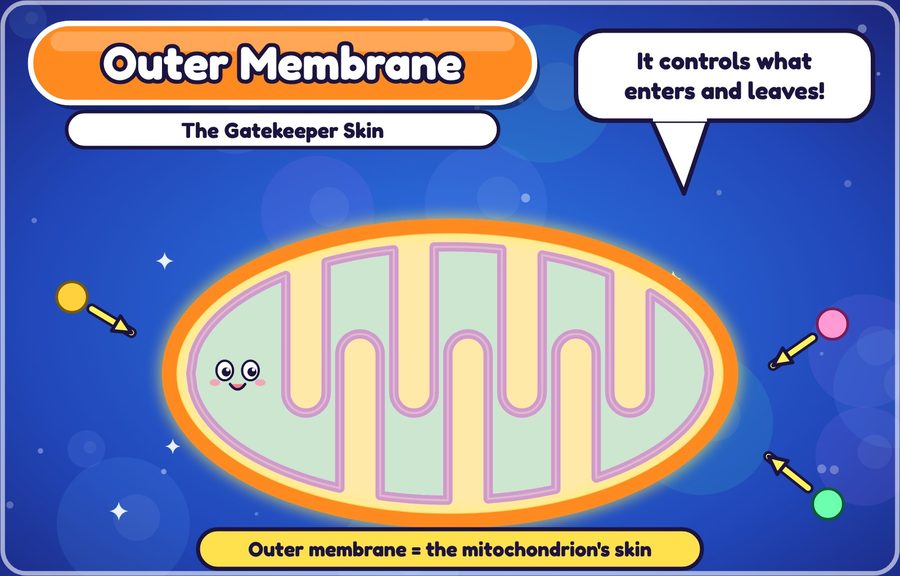 Outer Membrane
The Gatekeeper Skin
It controls what
enters and leaves!
Outer membrane = the mitochondrion's skin